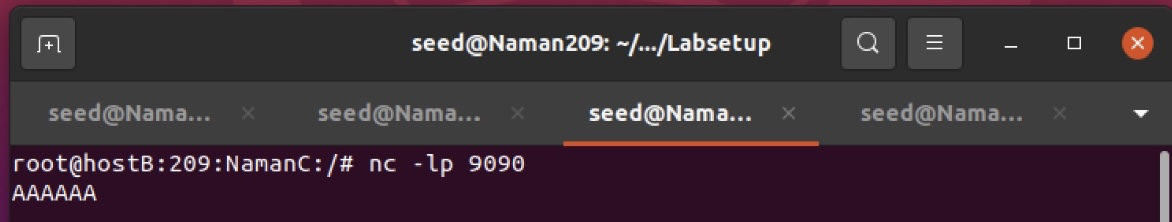 seed@Naman209: ~/.../Labsetup
seed@Nama... seed@Nama... seed@Nama... seed@Nama...
root@hostB:209:NamanC:/# nc -lp 9090
AAAAAA